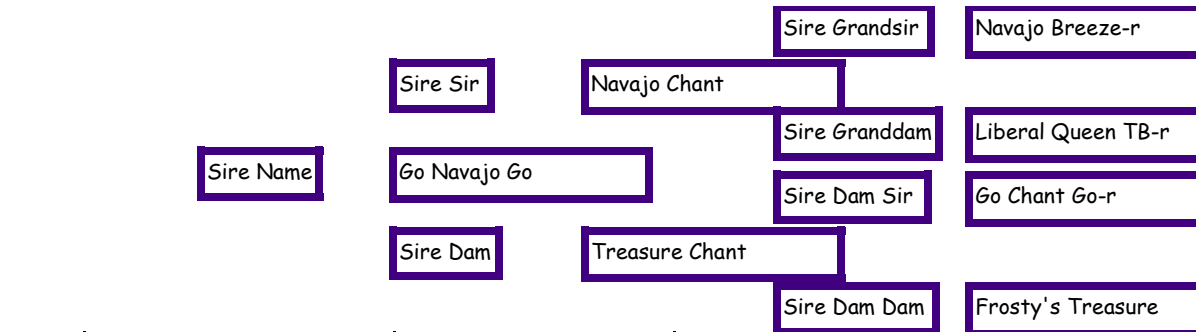 Sire Grandsir Navajo Breeze-r
Sire Sir Navajo Chant
Sire Granddam Liberal Queen TB-r
Sire Name Go Navajo Go
Sire Dam Sir Go Chant Go-r
Sire Dam Treasure Chant
Sire Dam Dam Frosty's Treasure